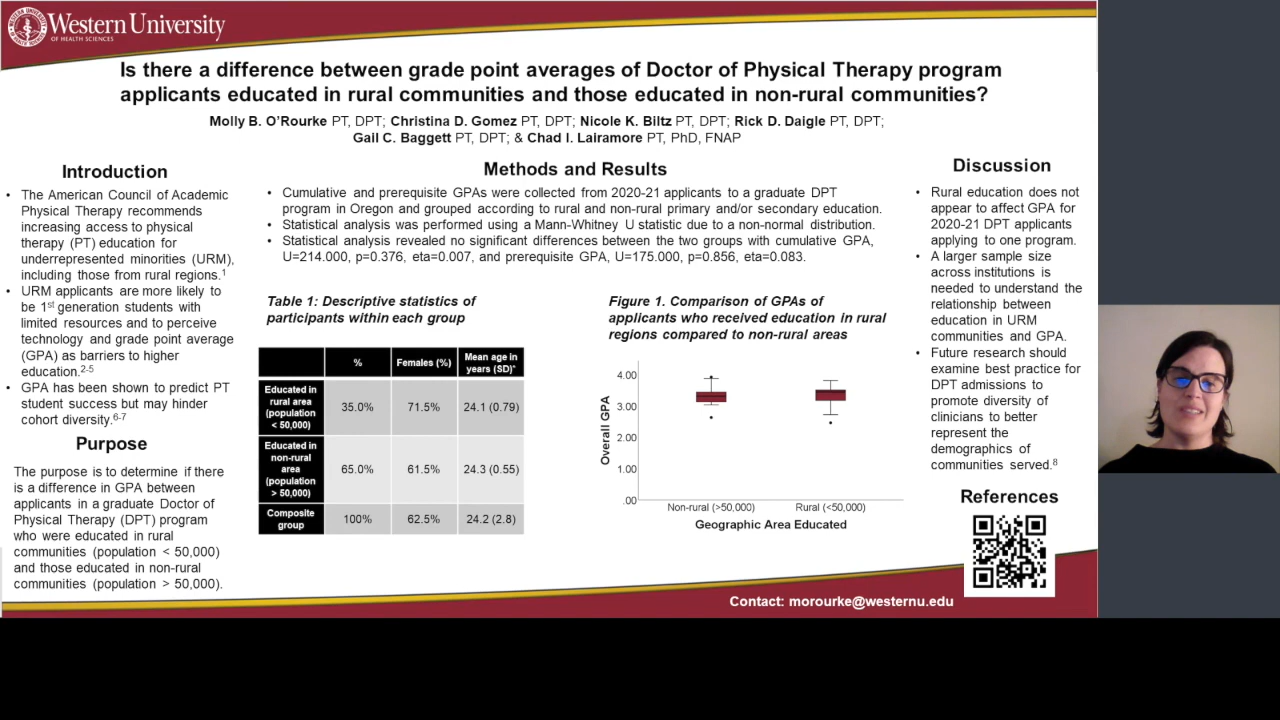 Western University
OF HEALTH SCIENCES
Is there a difference between grade point averages of Doctor of Physical Therapy program
applicants educated in rural communities and those educated in non-rural communities?
Molly B. O'Rourke PT, DPT; Christina D. Gomez PT, DPT; Nicole K. Biltz PT, DPT; Rick D. Daigle PT, DPT;
Gail C. Baggett PT, DPT; & Chad I. Lairamore PT, PhD, FNAP
Introduction
• The American Council of Academic
Physical Therapy recommends
increasing access to physical
therapy (PT) education for
underrepresented minorities (URM),
including those from rural regions.1
• URM applicants are more likely to
be 1st generation students with
limited resources and to perceive
technology and grade point average
(GPA) as barriers to higher
education.2-5
• GPA has been shown to predict PT
student success but may hinder
cohort diversity.6-7
Purpose
The purpose is to determine if there
is a difference in GPA between
applicants in a graduate Doctor of
Physical Therapy (DPT) program
who were educated in rural
communities (population < 50,000)
and those educated in non-rural
communities (population > 50,000).
Methods and Results
• Cumulative and prerequisite GPAs were collected from 2020-21 applicants to a graduate DPT
program in Oregon and grouped according to rural and non-rural primary and/or secondary education.
• Statistical analysis was performed using a Mann-Whitney U statistic due to a non-normal distribution.
• Statistical analysis revealed no significant differences between the two groups with cumulative GPA,
U=214.000, p=0.376, eta=0.007, and prerequisite GPA, U=175.000, p=0.856, eta=0.083.
Table 1: Descriptive statistics of
participants within each group
% Females (%) Mean age in
years (SD)*
Educated in
rural area
(population
< 50,000)
35.0% 71.5% 24.1 (0.79)
Educated in
non-rural
area
(population
> 50,000)
65.0% 61.5% 24.3 (0.55)
Composite
group
100% 62.5% 24.2 (2.8)
Figure 1. Comparison of GPAs of
applicants who received education in rural
regions compared to non-rural areas
Overall GPA
4.00
3.00
2.00
1.00
.00
Non-rural (>50,000) Rural (<50,000)
Geographic Area Educated
Discussion
• Rural education does not
appear to affect GPA for
2020-21 DPT applicants
applying to one program.
• A larger sample size
across institutions is
needed to understand the
relationship between
education in URM
communities and GPA.
• Future research should
examine best practice for
DPT admissions to
promote diversity of
clinicians to better
represent the
demographics of
communities served.8
References
Contact: morourke@westernu.edu